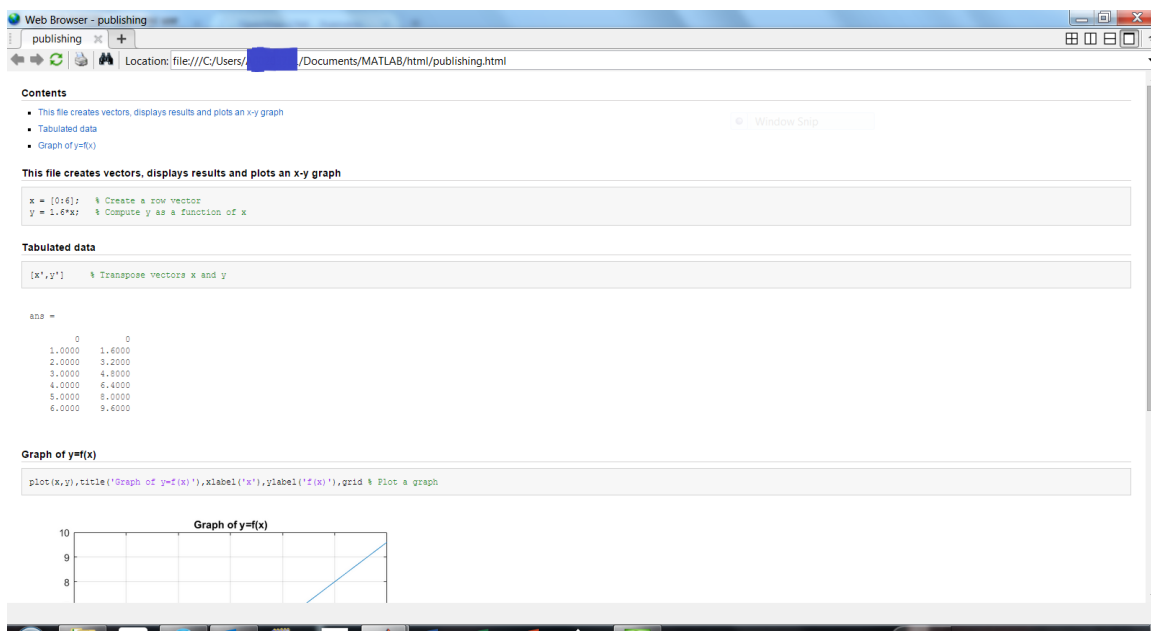 Web Browser - publishing
publishing
Location: file:///C:/Users/ /Documents/MATLAB/html/publishing.html
Contents
This file creates vectors, displays results and plots an x-y graph
Window Snip
Tabulated data
Graph of y=f(x)
This file creates vectors, displays results and plots an x-y graph
x = [0:6];   % Create a row vector
y = 1.6*x;   % Compute y as a function of x
Tabulated data
[x',y']     % Transpose vectors x and y
ans =
0 0
1.0000 1.6000
2.0000 3.2000
3.0000 4.8000
4.0000 6.4000
5.0000 8.0000
6.0000 9.6000
Graph of y=f(x)
plot(x,y),title('Graph of y=f(x)'),xlabel('x'),ylabel('f(x)'),grid % Plot a graph
Graph of y=f(x)
10
9
8